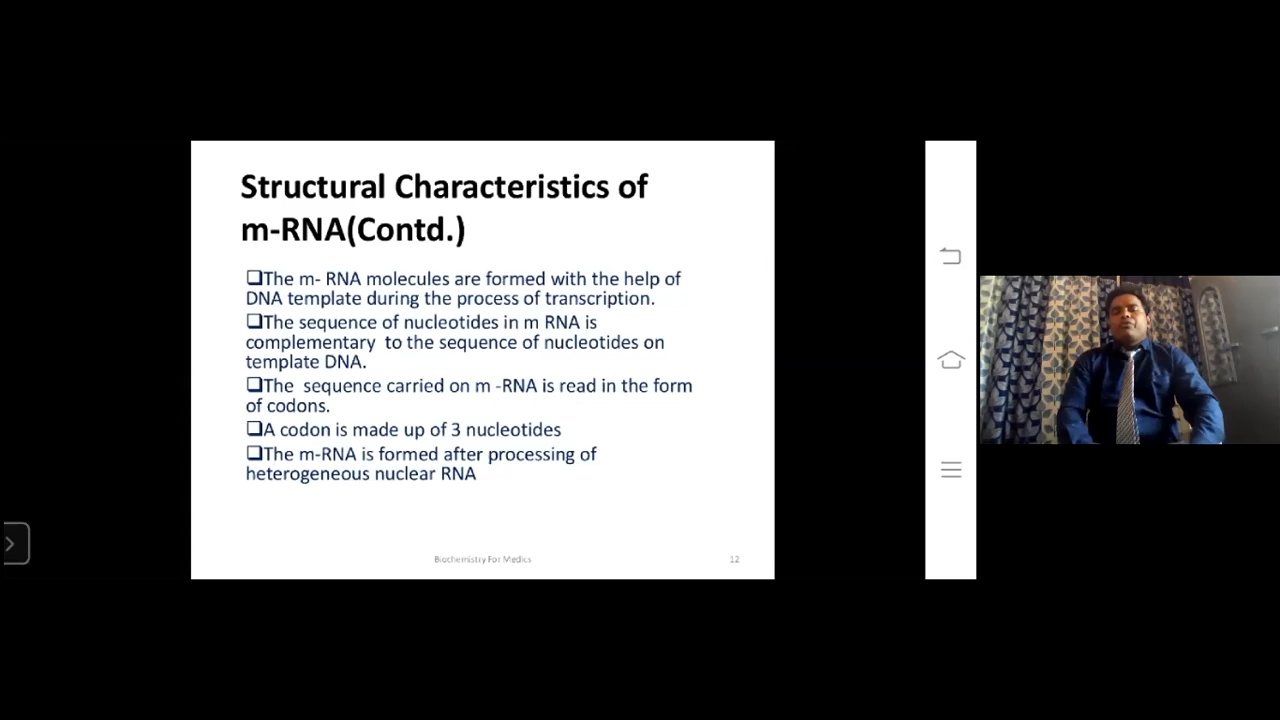 Structural Characteristics of
m-RNA(Contd.)
❑The m- RNA molecules are formed with the help of
DNA template during the process of transcription.
❑The sequence of nucleotides in m RNA is
complementary  to the sequence of nucleotides on
template DNA.
❑The  sequence carried on m -RNA is read in the form
of codons.
❑A codon is made up of 3 nucleotides
❑The m-RNA is formed after processing of
heterogeneous nuclear RNA
Biochemistry For Medics
12